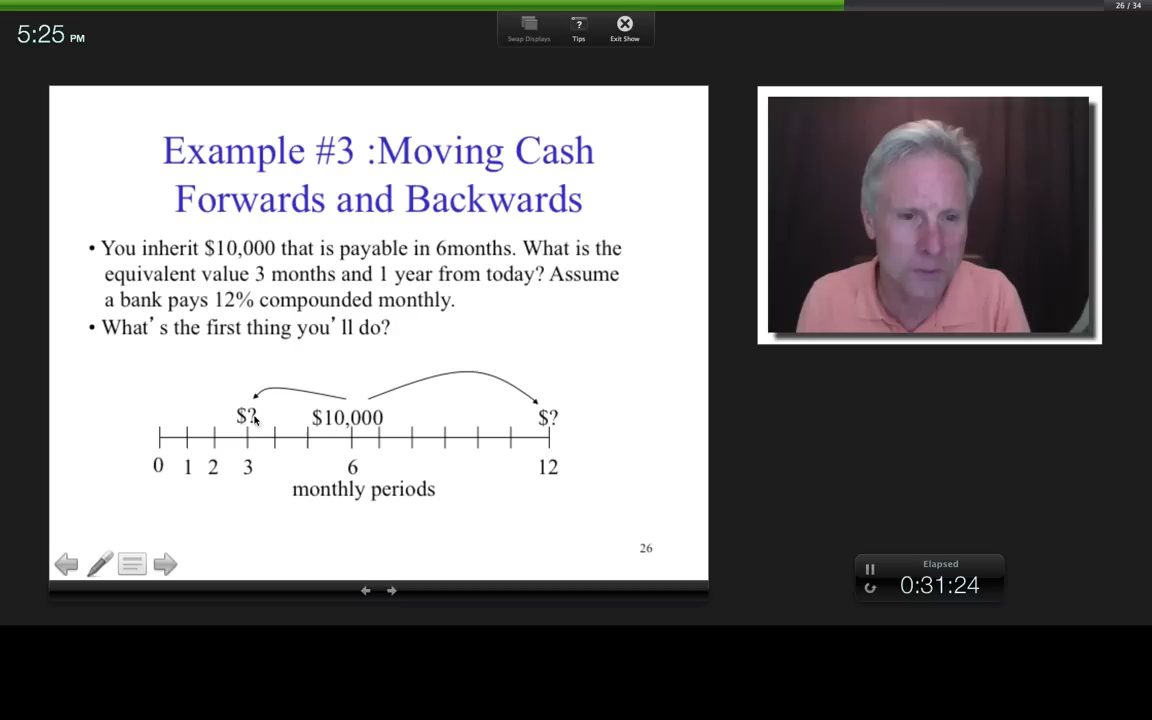 26 / 34
5:25 PM
Swap Displays
Tips
Exit Show
Example #3 :Moving Cash
Forwards and Backwards
• You inherit $10,000 that is payable in 6months. What is the
equivalent value 3 months and 1 year from today? Assume
a bank pays 12% compounded monthly.
• What’s the first thing you’ll do?
$? $10,000 $?
0 1 2 3 6 12
monthly periods
26
Elapsed
0:31:24